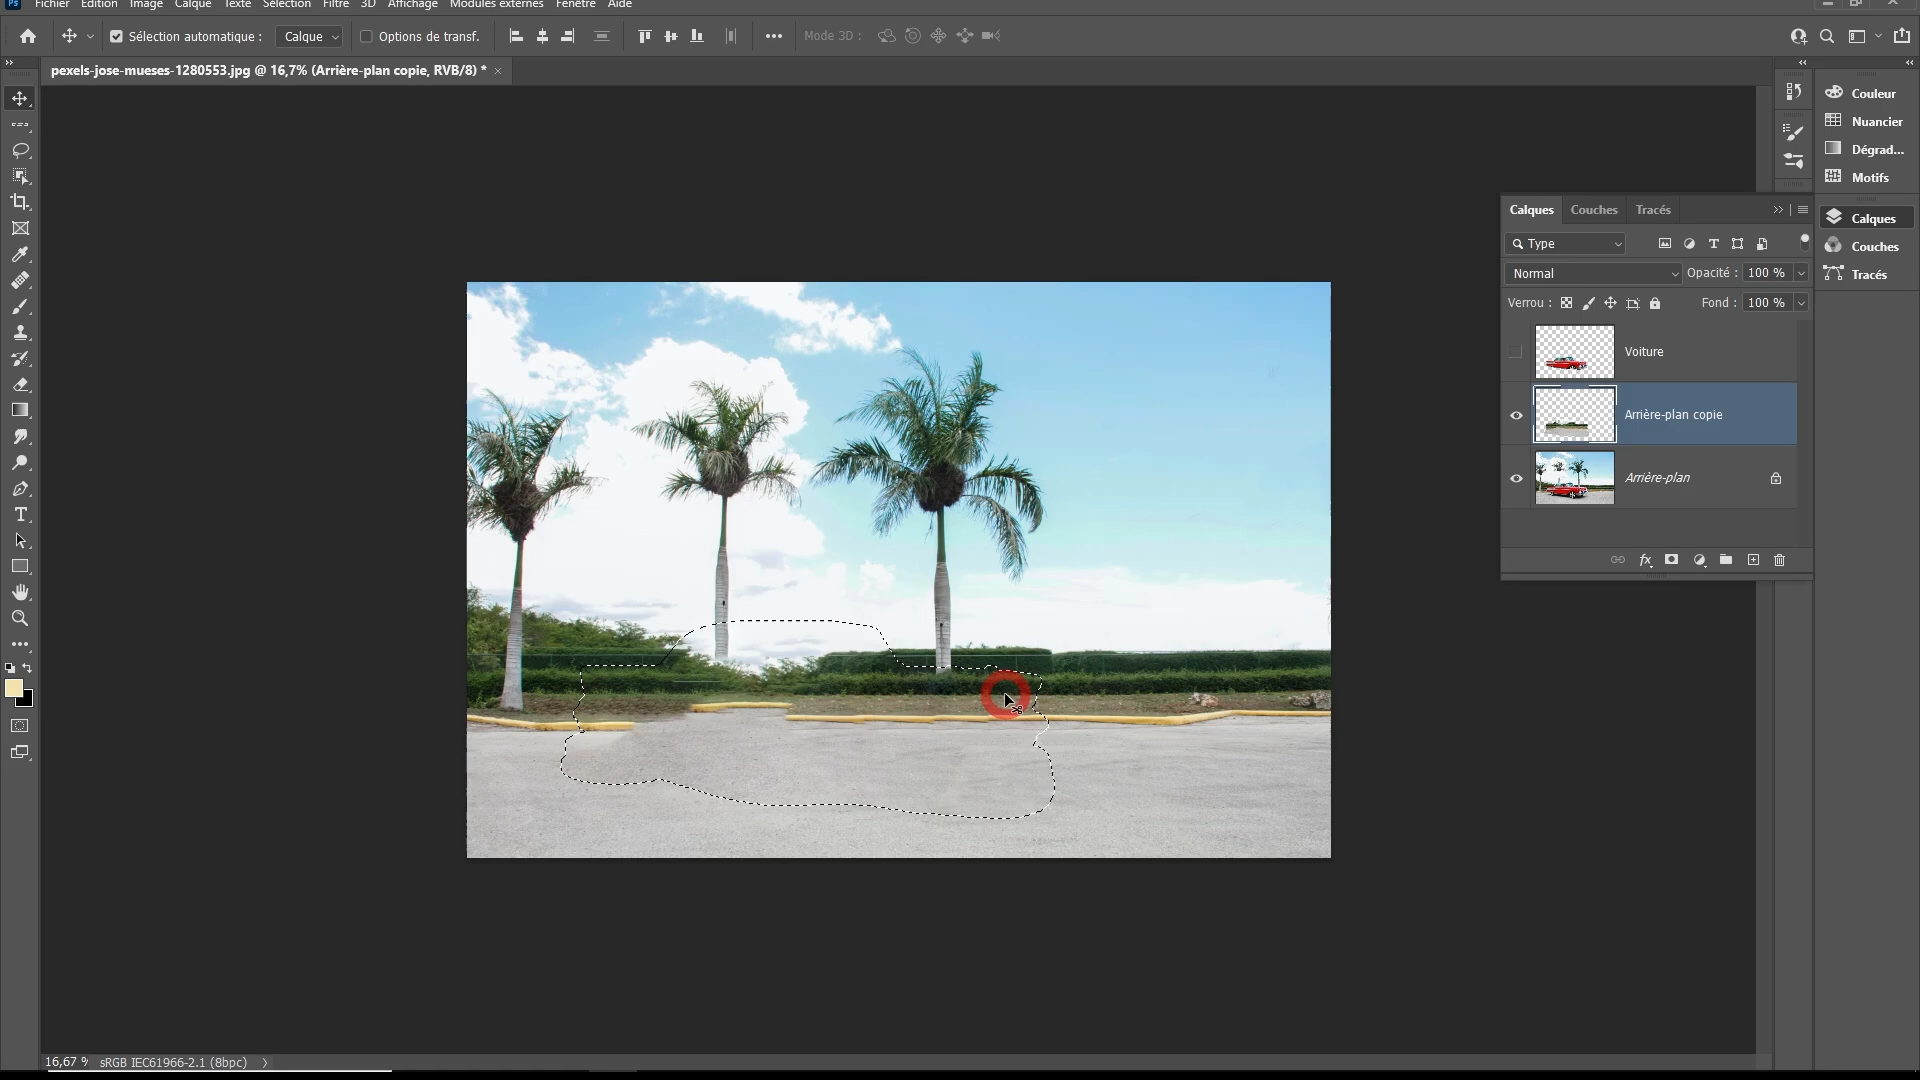 Ps Fichier Edition Image Calque Texte Sélection Filtre 3D Affichage Modules externes Fenêtre Aide
Sélection automatique : Calque Options de transf. Mode 3D :
pexels-jose-mueses-1280553.jpg @ 16,7% (Arrière-plan copie, RVB/8) *
Couleur
Nuancier
Dégrad...
Motifs
Calques
Couches
Tracés
Calques Couches Tracés
Type
Normal Opacité : 100 %
Verrou : Fond : 100 %
Voiture
Arrière-plan copie
Arrière-plan
fx
16,67 % sRGB IEC61966-2.1 (8bpc)